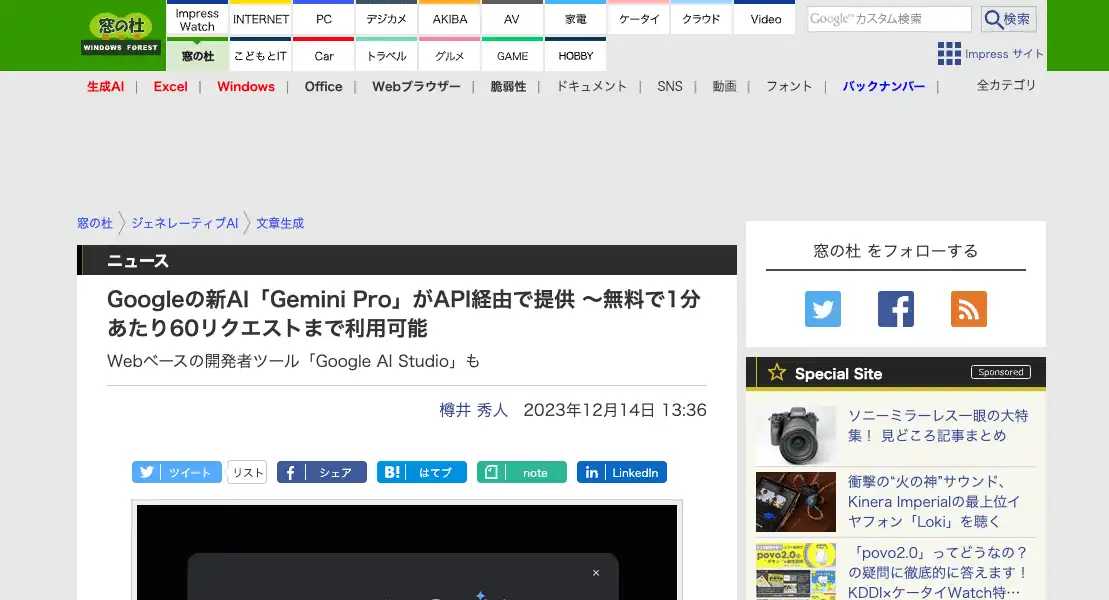 窓の杜
WINDOWS FOREST
Impress Watch
INTERNET
PC
デジカメ
AKIBA
AV
家電
ケータイ
クラウド
Video
窓の杜
こどもとIT
Car
トラベル
グルメ
GAME
HOBBY
Google™ カスタム検索
検索
Impress サイト
生成AI | Excel | Windows | Office | Webブラウザー | 脆弱性 | ドキュメント | SNS | 動画 | フォント | バックナンバー | 全カテゴリ
窓の杜 〉 ジェネレーティブAI 〉 文章生成
ニュース
Googleの新AI「Gemini Pro」がAPI経由で提供 ～無料で1分
あたり60リクエストまで利用可能
Webベースの開発者ツール「Google AI Studio」も
樽井 秀人 2023年12月14日 13:36
ツイート
リスト
シェア
B! はてブ
note
in LinkedIn
×
窓の杜 をフォローする
Special Site
Sponsored
ソニーミラーレス一眼の大特
集！ 見どころ記事まとめ
衝撃の“火の神”サウンド、
Kinera Imperialの最上位イ
ヤフォン「Loki」を聴く
povo2.0の
「povo2.0」ってどうなの？
の疑問に徹底的に答えます！
KDDI×ケータイWatch特…